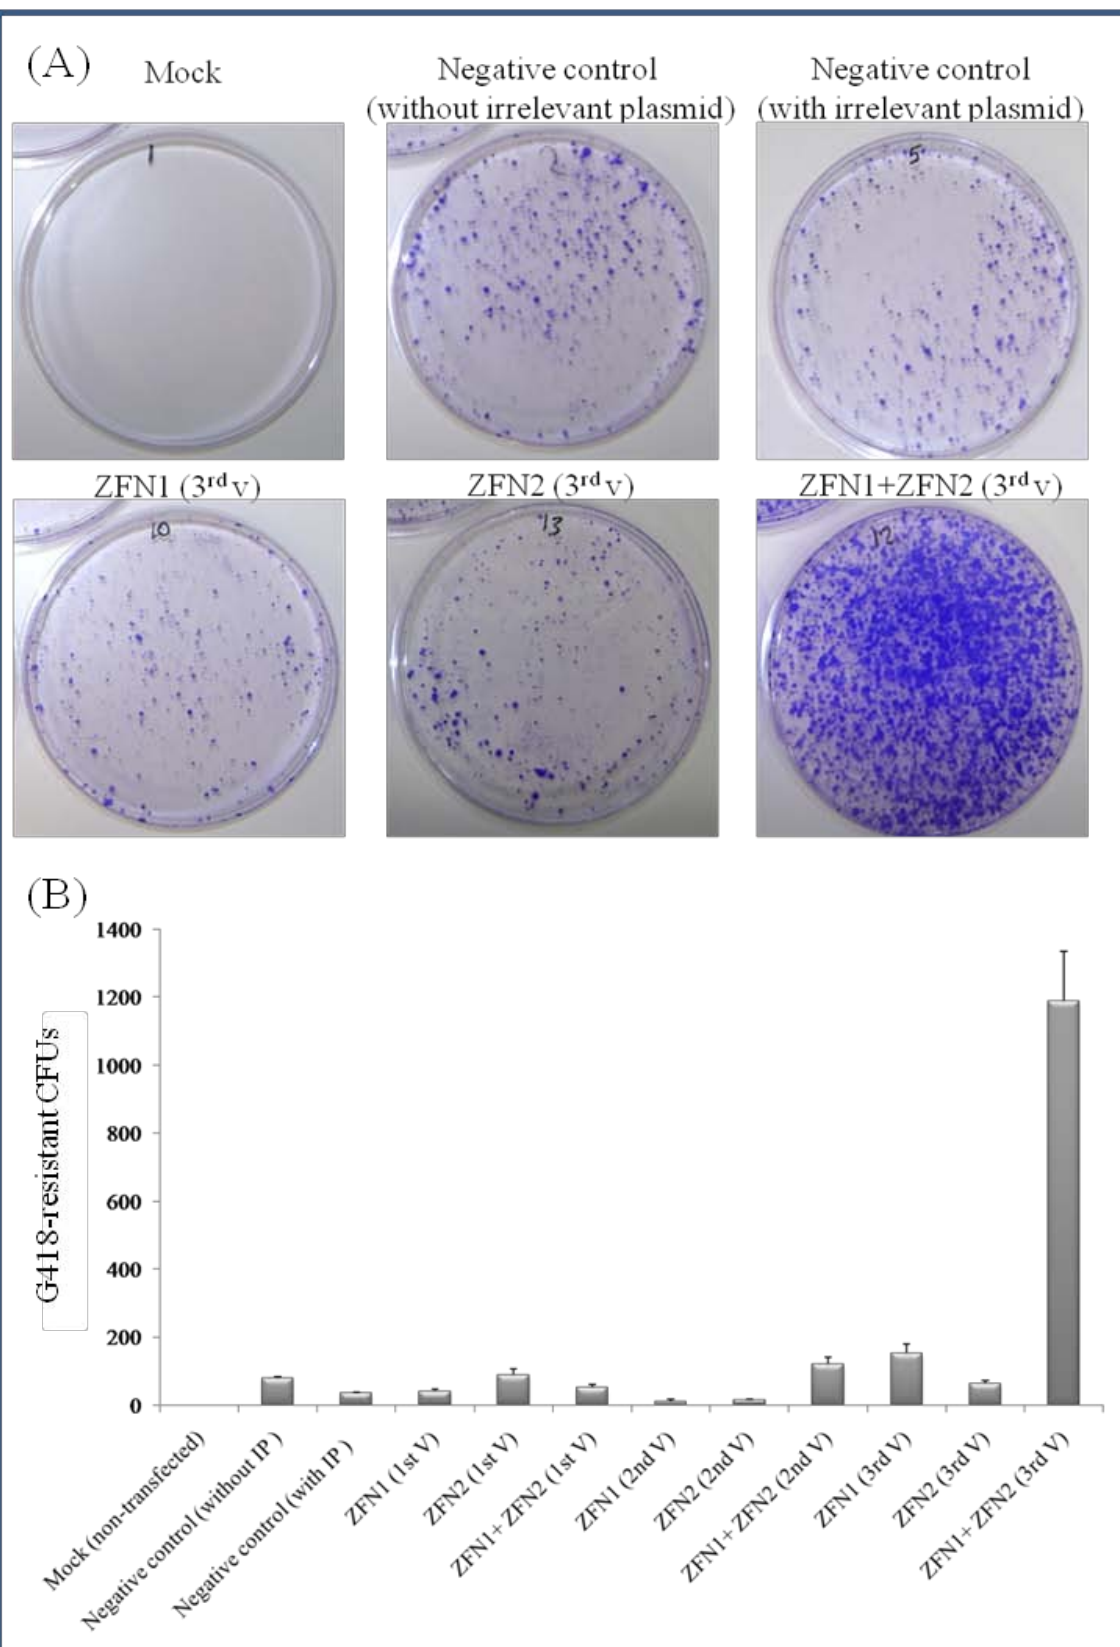 (A)
Mock
Negative control
(without irrelevant plasmid)
Negative control
(with irrelevant plasmid)
1
2
5
ZFN1 (3rd v)
ZFN2 (3rd v)
ZFN1+ZFN2 (3rd v)
10
13
12
(B)
G418-resistant CFUs
1400
1200
1000
800
600
400
200
0
Mock (non-transfected)
Negative control (without IP )
Negative control (with IP )
ZFN1 (1st V)
ZFN2 (1st V)
ZFN1+ ZFN2 (1st V)
ZFN1 (2nd V)
ZFN2 (2nd V)
ZFN1+ ZFN2 (2nd V)
ZFN1 (3rd V)
ZFN2 (3rd V)
ZFN1+ ZFN2 (3rd V)